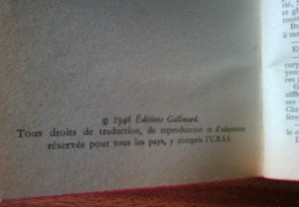 © 1948 Éditions Gallimard.
Tous droits de traduction, de reproduction et d'adaptation
réservés pour tous les pays, y compris l'U.R.S.S.